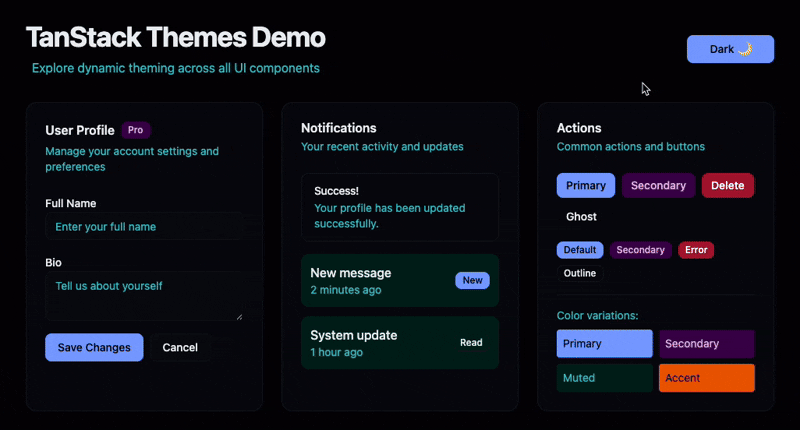 TanStack Themes Demo
Dark 🌙
Explore dynamic theming across all UI components
User Profile Pro
Manage your account settings and
preferences
Full Name
Enter your full name
Bio
Tell us about yourself
Save Changes Cancel
Notifications
Your recent activity and updates
Success!
Your profile has been updated
successfully.
New message
2 minutes ago
New
System update
1 hour ago
Read
Actions
Common actions and buttons
Primary Secondary Delete
Ghost
Default Secondary Error
Outline
Color variations:
Primary Secondary
Muted Accent